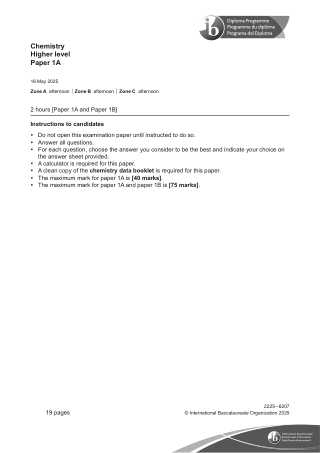 Diploma Programme
Programme du diplôme
Programa del Diploma
Chemistry
Higher level
Paper 1A
16 May 2025
Zone A afternoon | Zone B afternoon | Zone C afternoon
2 hours [Paper 1A and Paper 1B]
Instructions to candidates
• Do not open this examination paper until instructed to do so.
• Answer all questions.
• For each question, choose the answer you consider to be the best and indicate your choice on
the answer sheet provided.
• A calculator is required for this paper.
• A clean copy of the chemistry data booklet is required for this paper.
• The maximum mark for paper 1A is [40 marks].
• The maximum mark for paper 1A and paper 1B is [75 marks].
19 pages
2225–6207
© International Baccalaureate Organization 2025